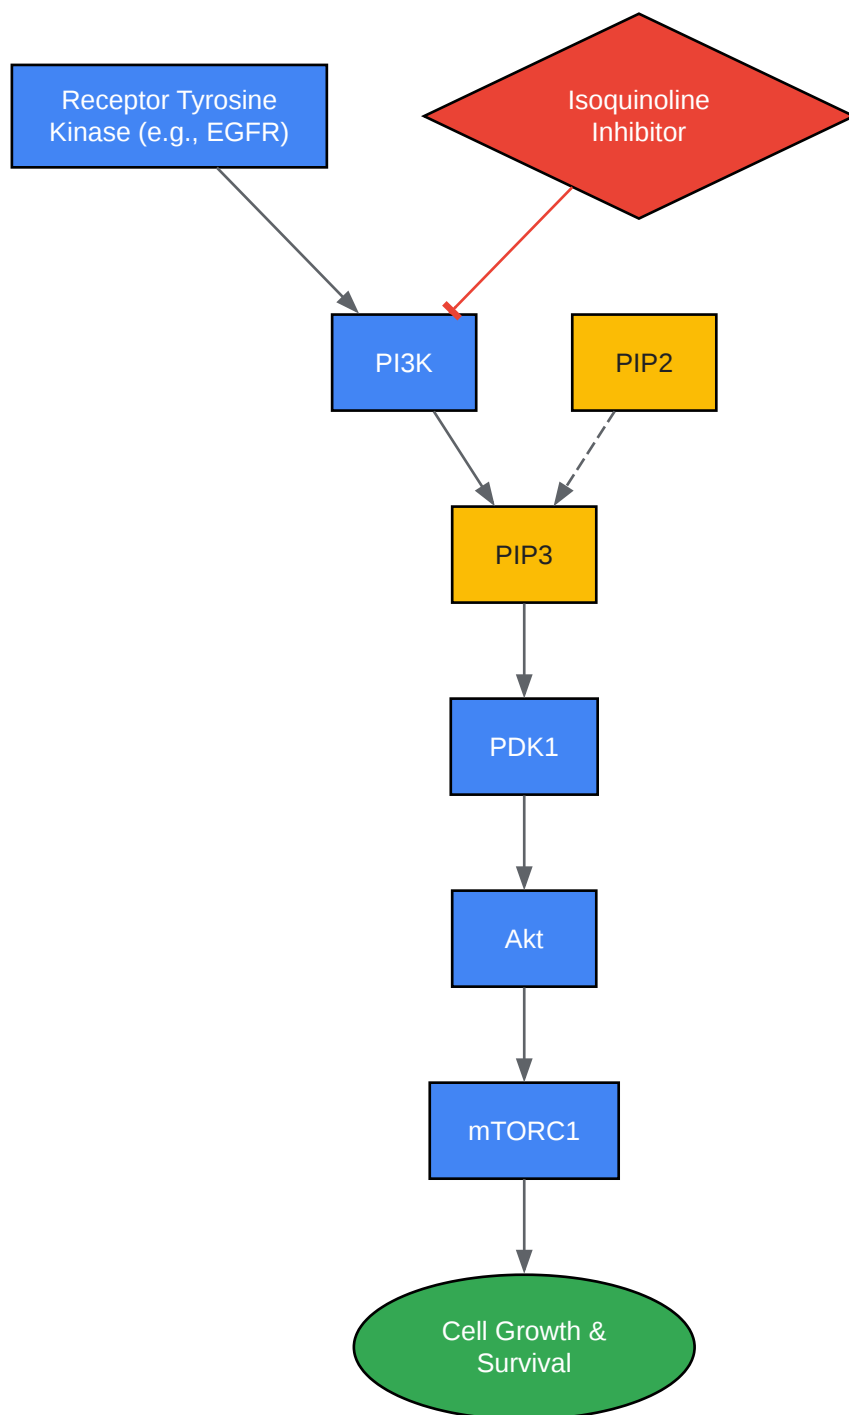 Receptor Tyrosine
Kinase (e.g., EGFR)
Isoquinoline
Inhibitor
PI3K
PIP2
PIP3
PDK1
Akt
mTORC1
Cell Growth &
Survival